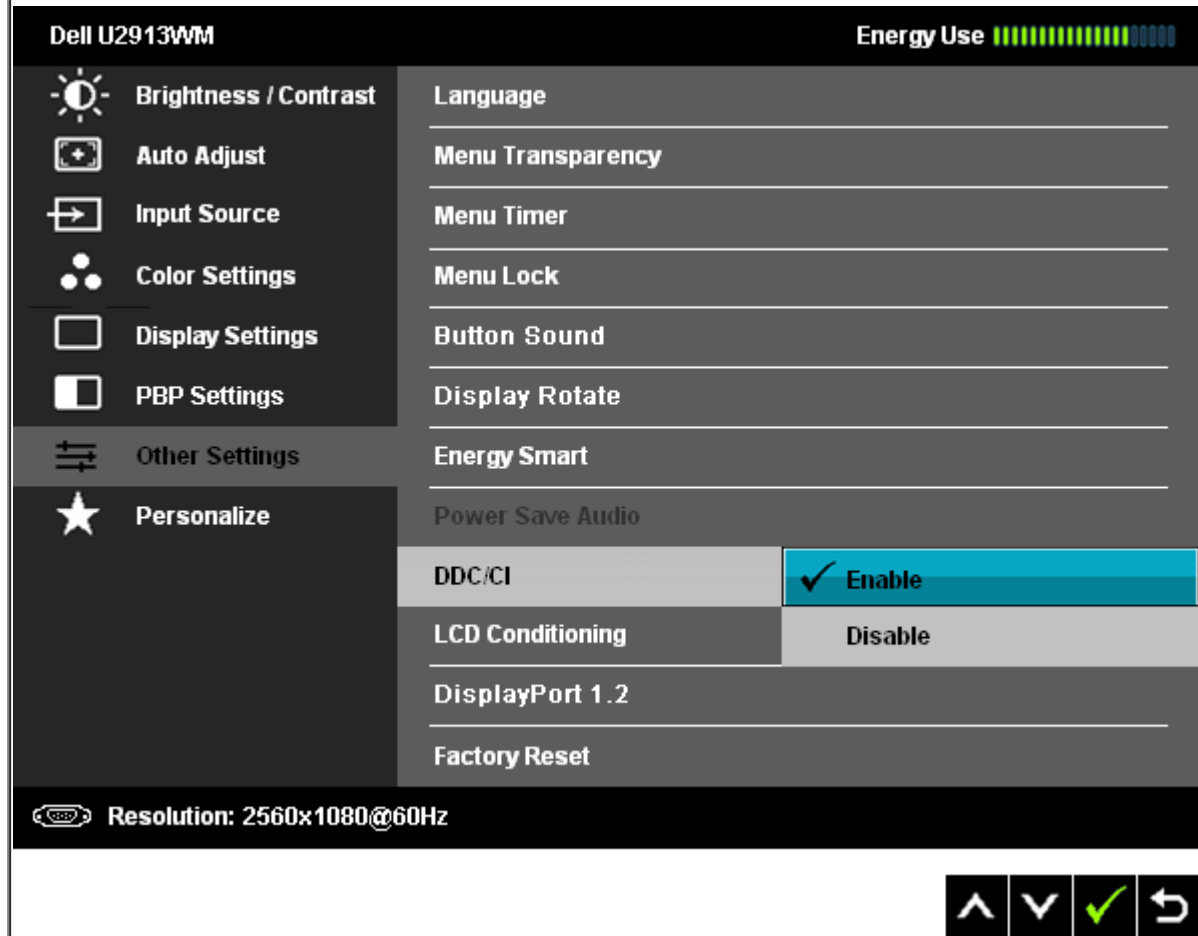 Dell U2913WM Energy Use
Brightness / Contrast
Auto Adjust
Input Source
Color Settings
Display Settings
PBP Settings
Other Settings
Personalize
Language
Menu Transparency
Menu Timer
Menu Lock
Button Sound
Display Rotate
Energy Smart
Power Save Audio
DDC/CI
Enable
Disable
LCD Conditioning
DisplayPort 1.2
Factory Reset
Resolution: 2560x1080@60Hz